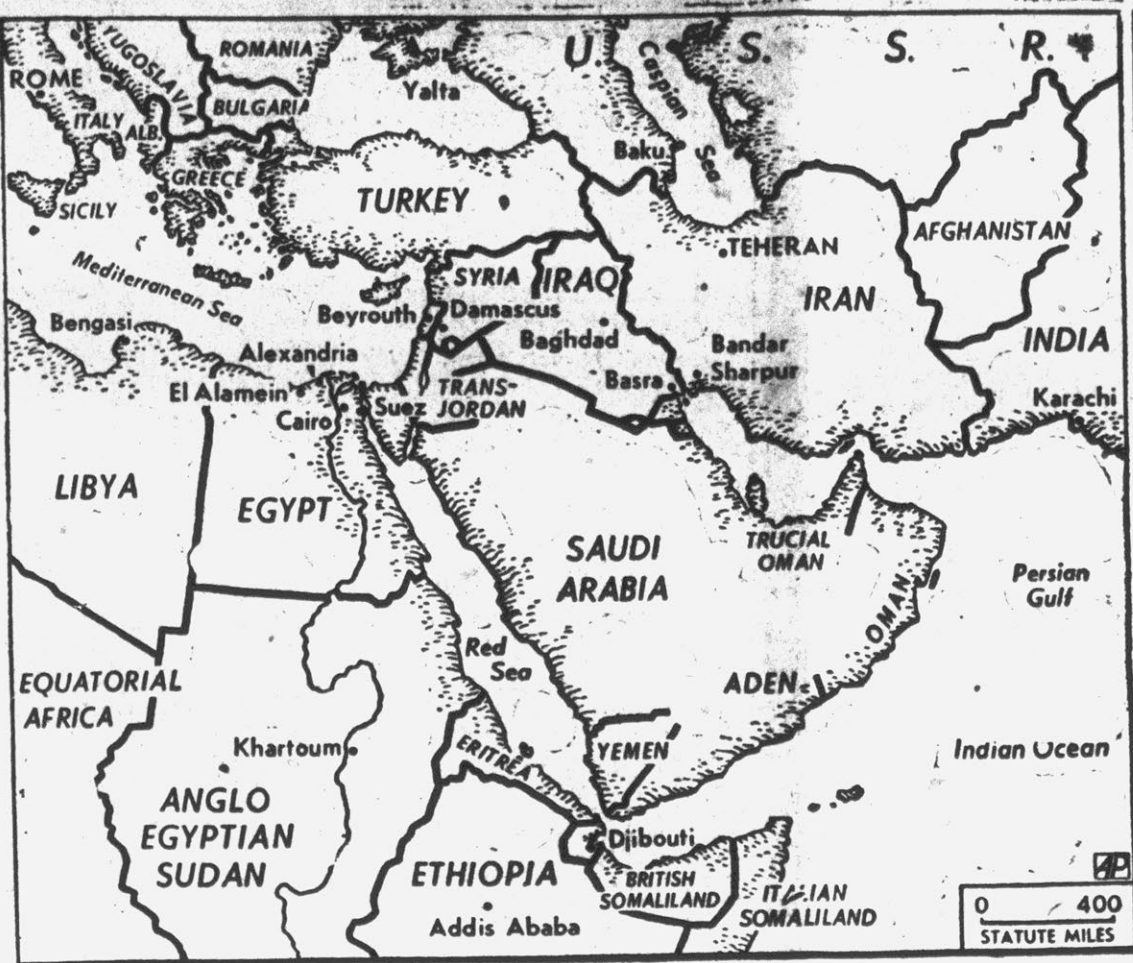 U. S. S. R.
ROMANIA
YUGOSLAVIA
ROME
ITALY
ALB.
BULGARIA
Yalta
Caspian
Sea
Baku
GREECE
TURKEY
SICILY
TEHERAN
AFGHANISTAN
Mediterranean Sea
SYRIA
IRAQ
IRAN
Beyrouth
Damascus
Bengasi
Baghdad
Bandar
Sharpur
INDIA
Alexandria
El Alamein
Cairo
Suez
TRANS-
JORDAN
Basra
Karachi
LIBYA
EGYPT
SAUDI
ARABIA
TRUCIAL
OMAN
Persian
Gulf
OMAN
Red
Sea
ADEN
EQUATORIAL
AFRICA
Khartoum
ERITREA
YEMEN
Indian Ocean
ANGLO
EGYPTIAN
SUDAN
Djibouti
ETHIOPIA
BRITISH
SOMALILAND
ITALIAN
SOMALILAND
Addis Ababa
AP
0 400
STATUTE MILES